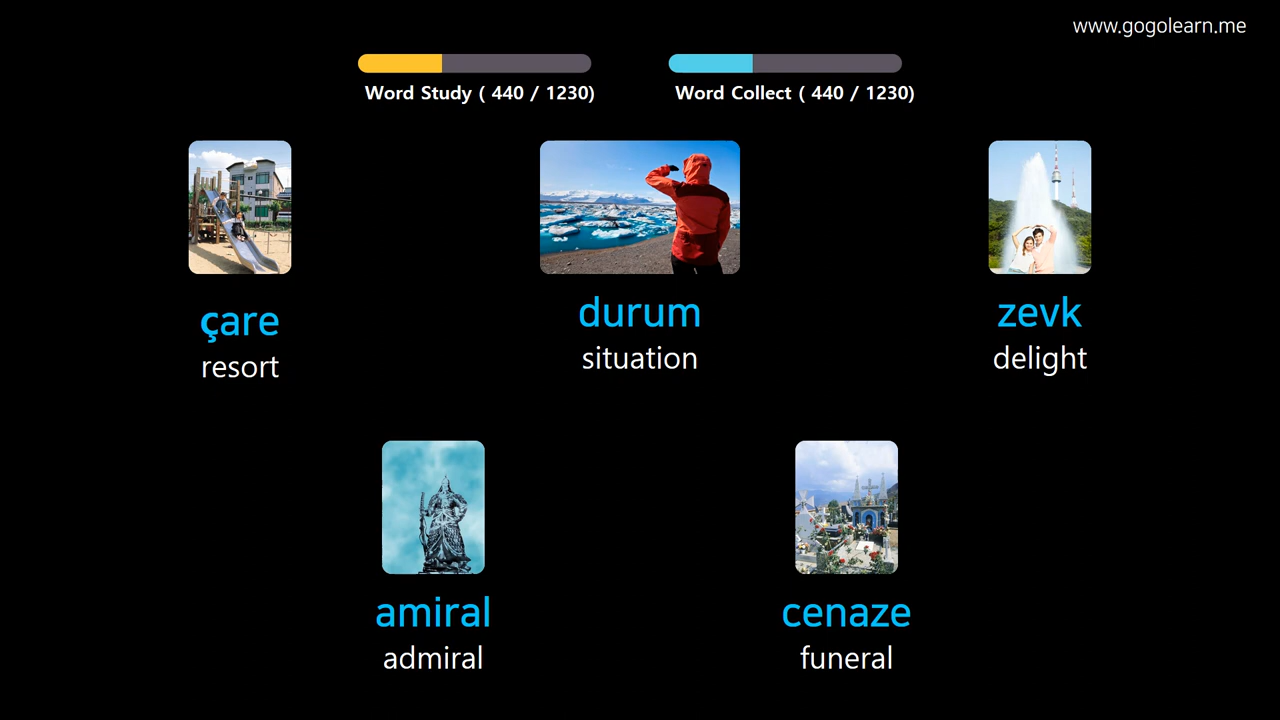 www.gogolearn.me
Word Study ( 440 / 1230)
Word Collect ( 440 / 1230)
çare
resort
durum
situation
zevk
delight
amiral
admiral
cenaze
funeral